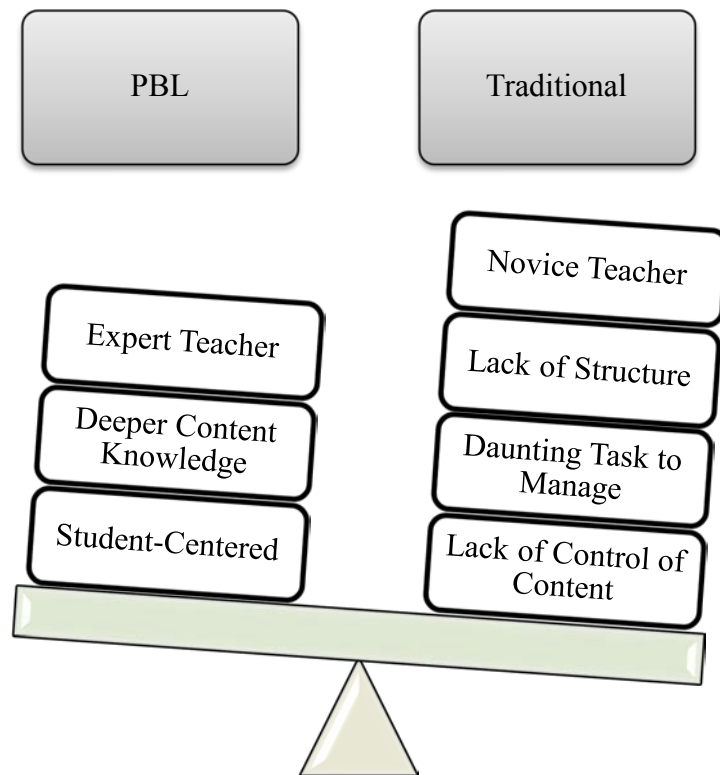 PBL
Traditional
Expert Teacher
Deeper Content
Knowledge
Student-Centered
Novice Teacher
Lack of Structure
Daunting Task to
Manage
Lack of Control of
Content